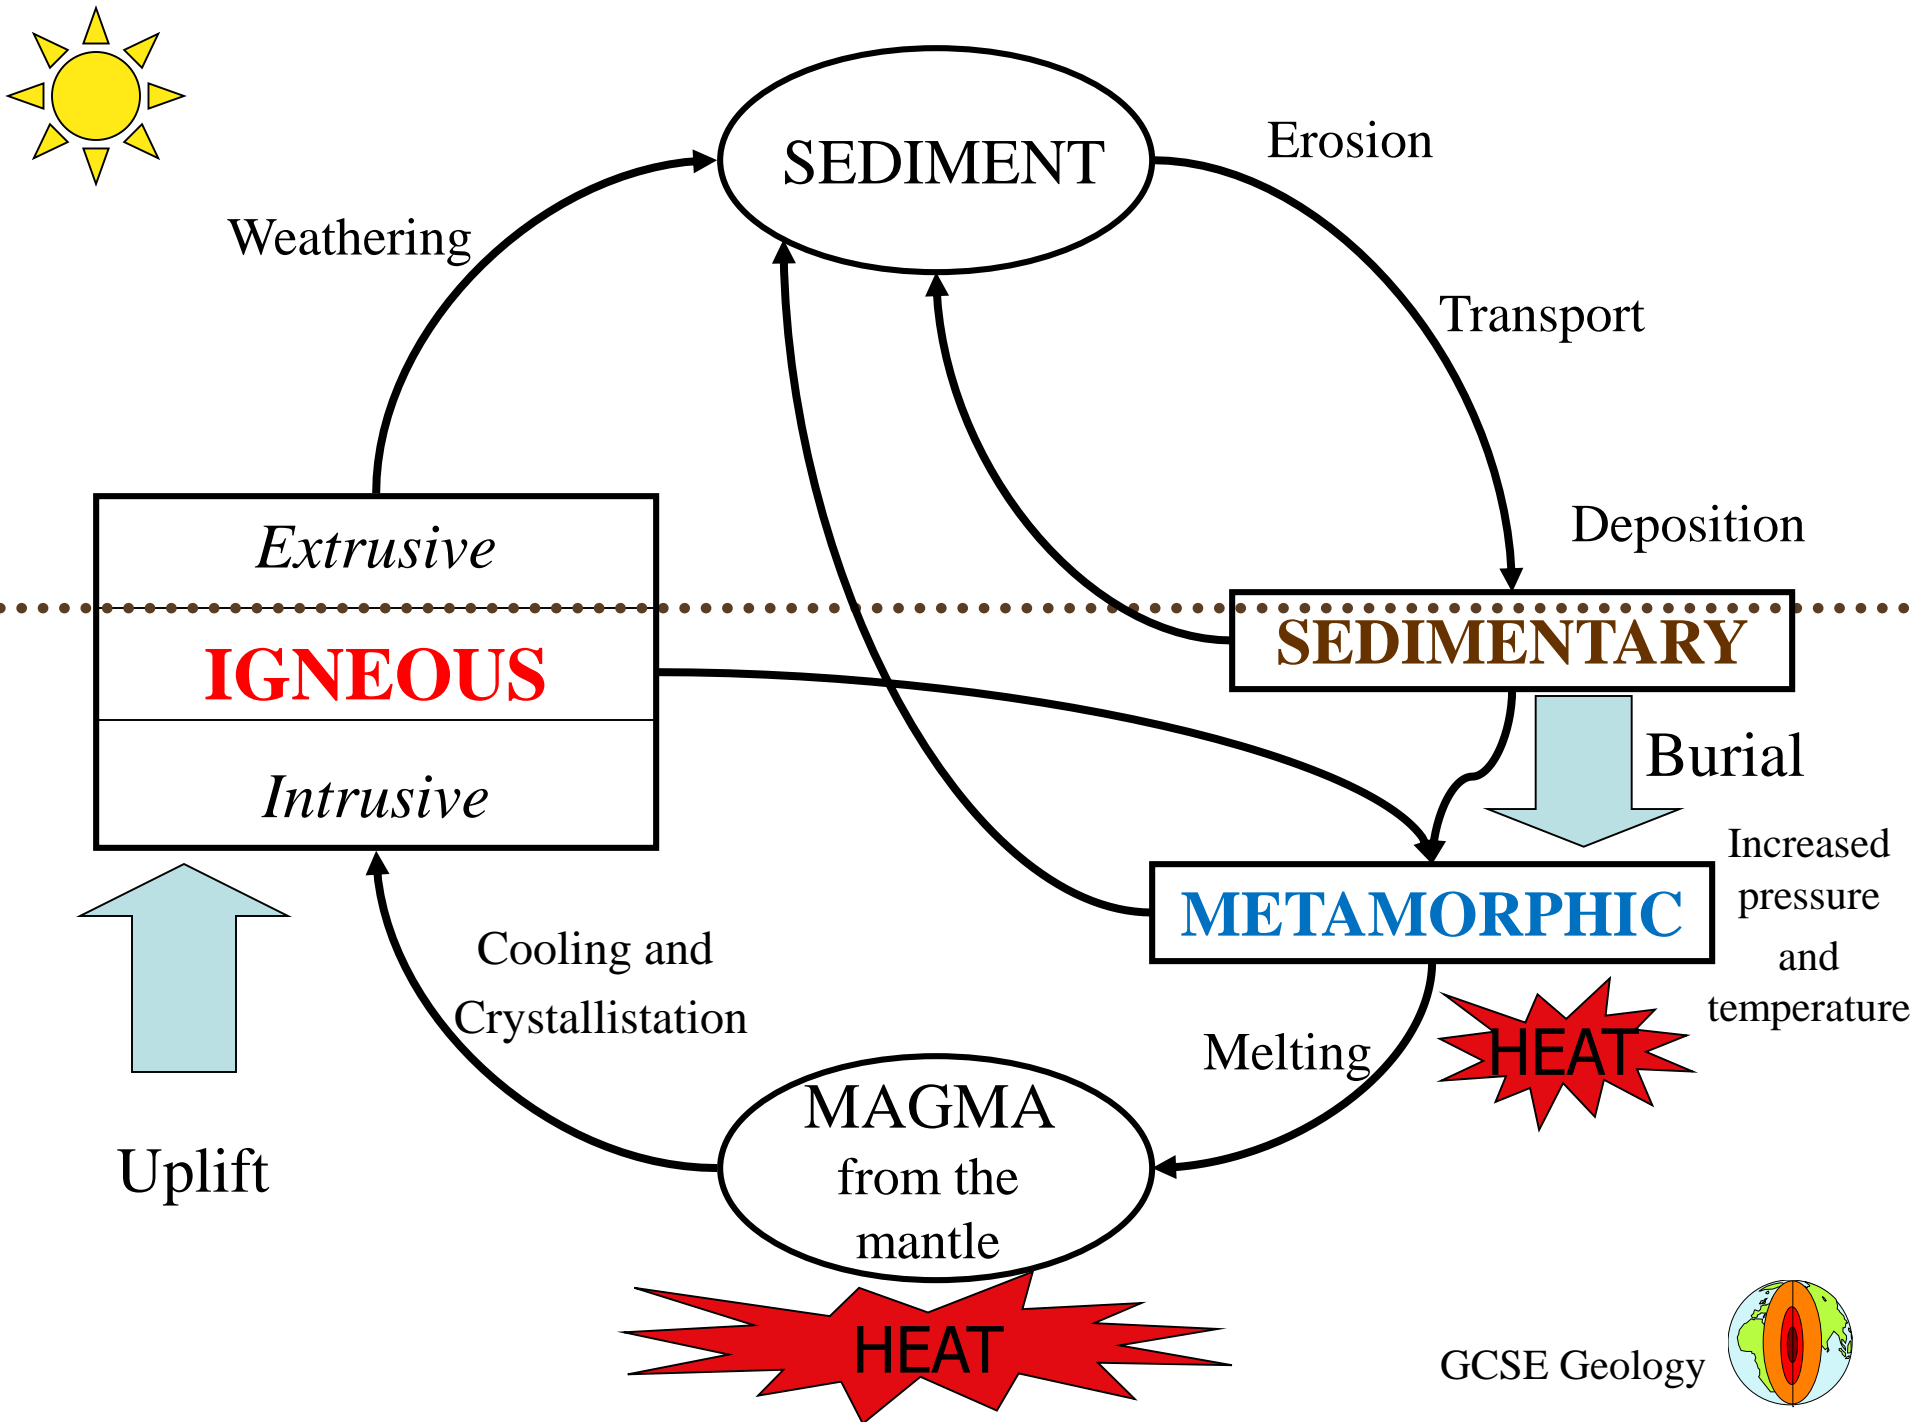 SEDIMENT
Erosion
Weathering
Transport
Extrusive
Deposition
IGNEOUS
SEDIMENTARY
Intrusive
Burial
Increased
pressure
and
temperature
METAMORPHIC
Cooling and
Crystallistation
Melting
HEAT
MAGMA
from the
mantle
Uplift
HEAT
GCSE Geology